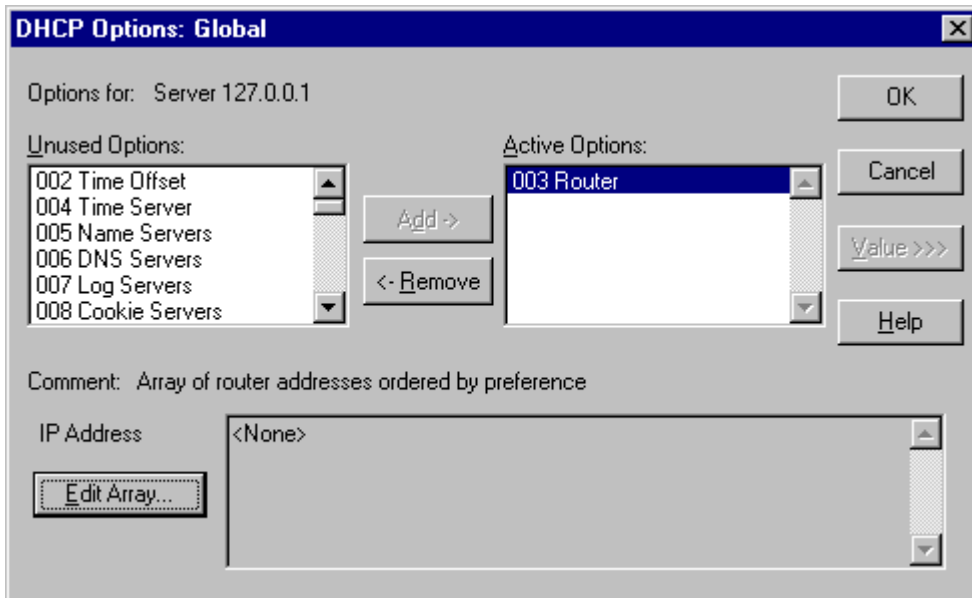 DHCP Options: Global
Options for: Server 127.0.0.1
OK
Unused Options:
Active Options:
002 Time Offset
004 Time Server
005 Name Servers
006 DNS Servers
007 Log Servers
008 Cookie Servers
Add ->
<- Remove
003 Router
Cancel
Value >>>
Help
Comment: Array of router addresses ordered by preference
IP Address
<None>
Edit Array...